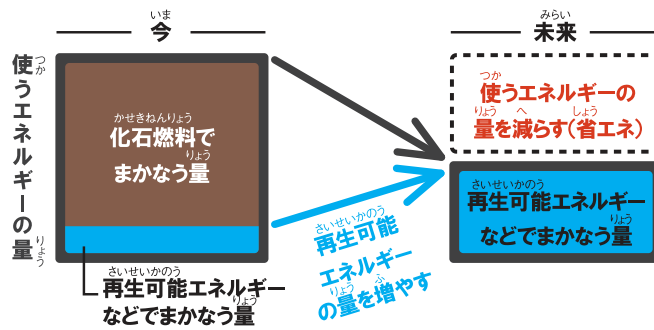 今
いま
未来
みらい
使うエネルギーの量
つか
りょう
化石燃料で
かせきねんりょう
まかなう量
りょう
再生可能エネルギー
さいせいかのう
などでまかなう量
りょう
再生可能
さいせいかのう
エネルギー
の量を増やす
りょう ふ
使うエネルギーの
つか
量を減らす(省エネ)
りょう へ しょう
再生可能エネルギー
さいせいかのう
などでまかなう量
りょう